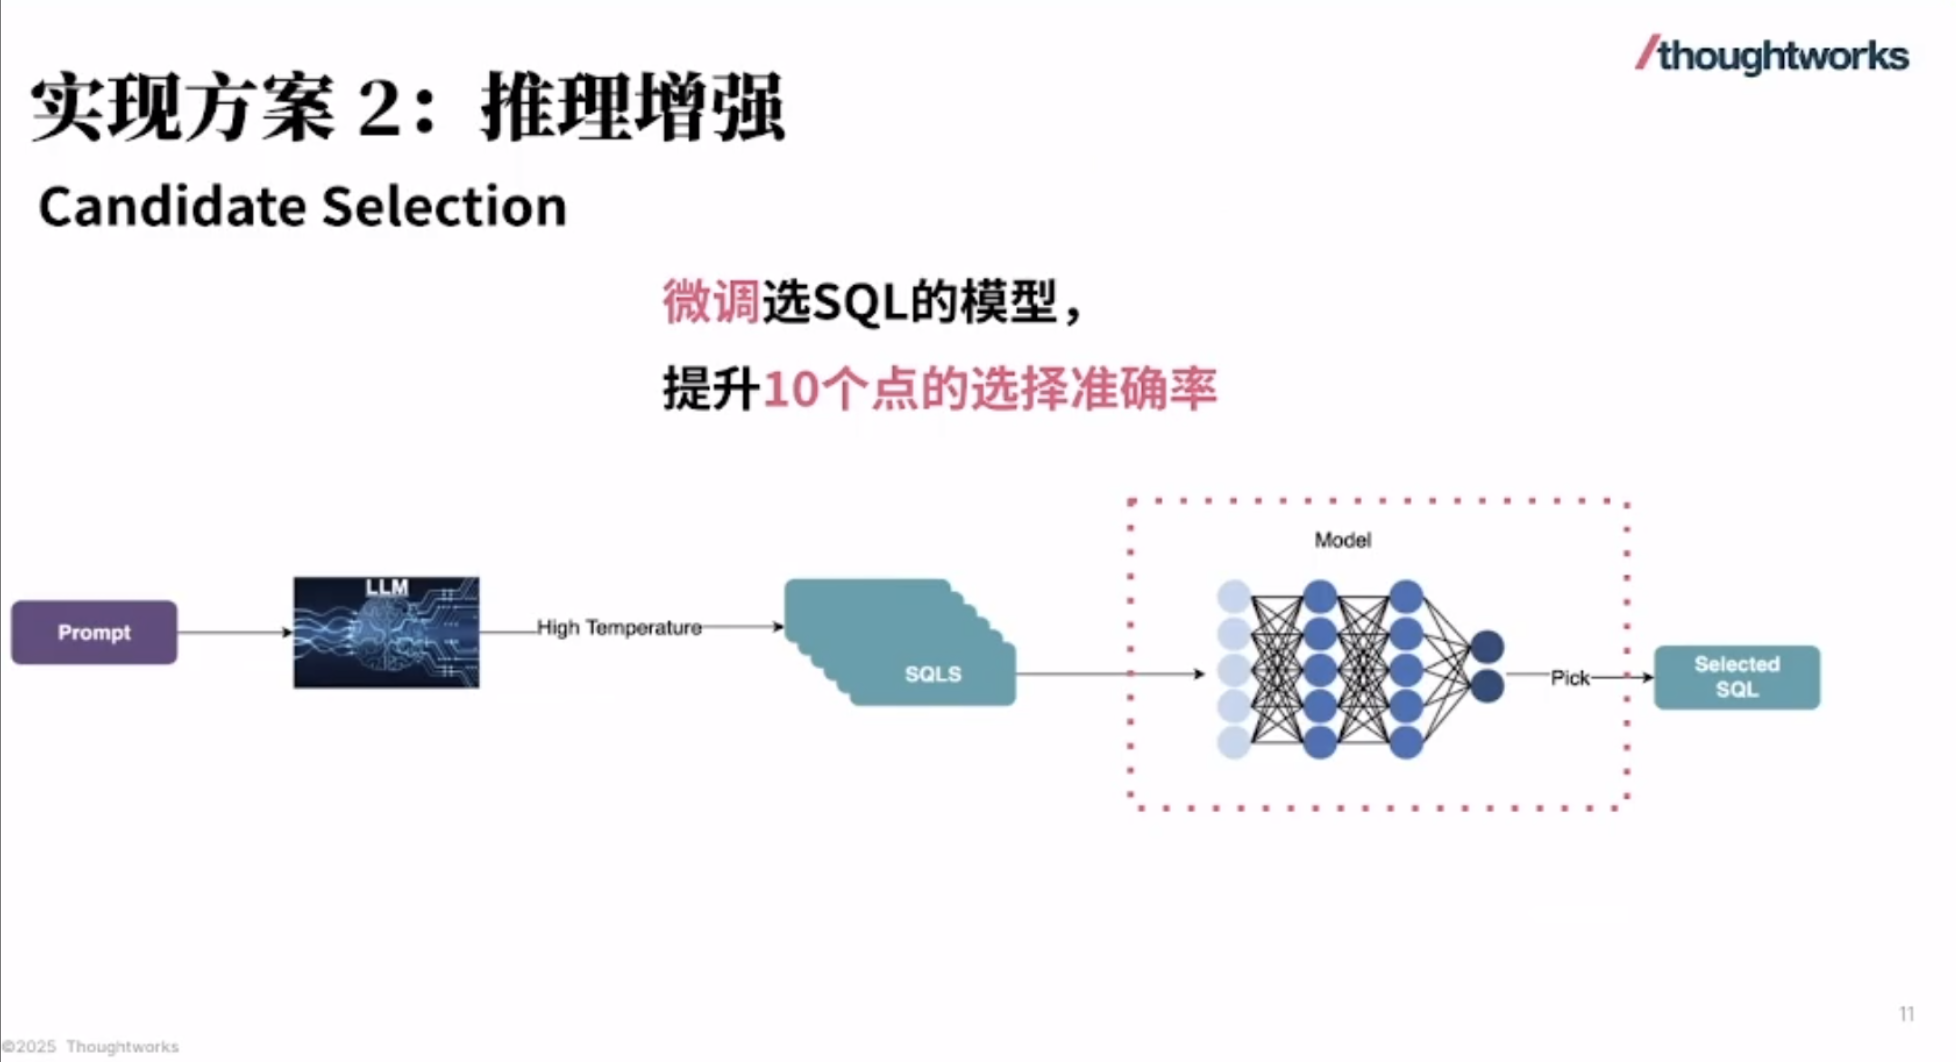 /thoughtworks
实现方案 2：推理增强
Candidate Selection
微调选SQL的模型，
提升10个点的选择准确率
Model
LLM
Prompt
High Temperature
SQLS
Pick
Selected
SQL
11
©2025 Thoughtworks